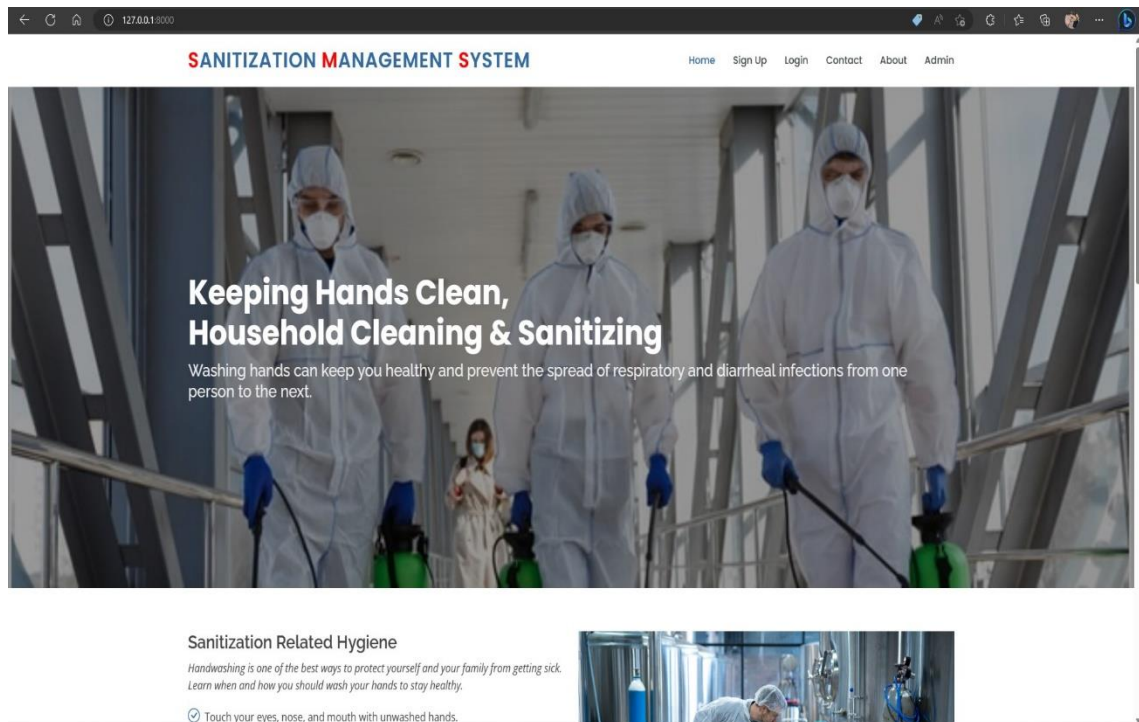 127.0.0.1:8000
SANITIZATION MANAGEMENT SYSTEM
Home Sign Up Login Contact About Admin
Keeping Hands Clean,
Household Cleaning & Sanitizing
Washing hands can keep you healthy and prevent the spread of respiratory and diarrheal infections from one
person to the next.
Sanitization Related Hygiene
Handwashing is one of the best ways to protect yourself and your family from getting sick.
Learn when and how you should wash your hands to stay healthy.
Touch your eyes, nose, and mouth with unwashed hands.